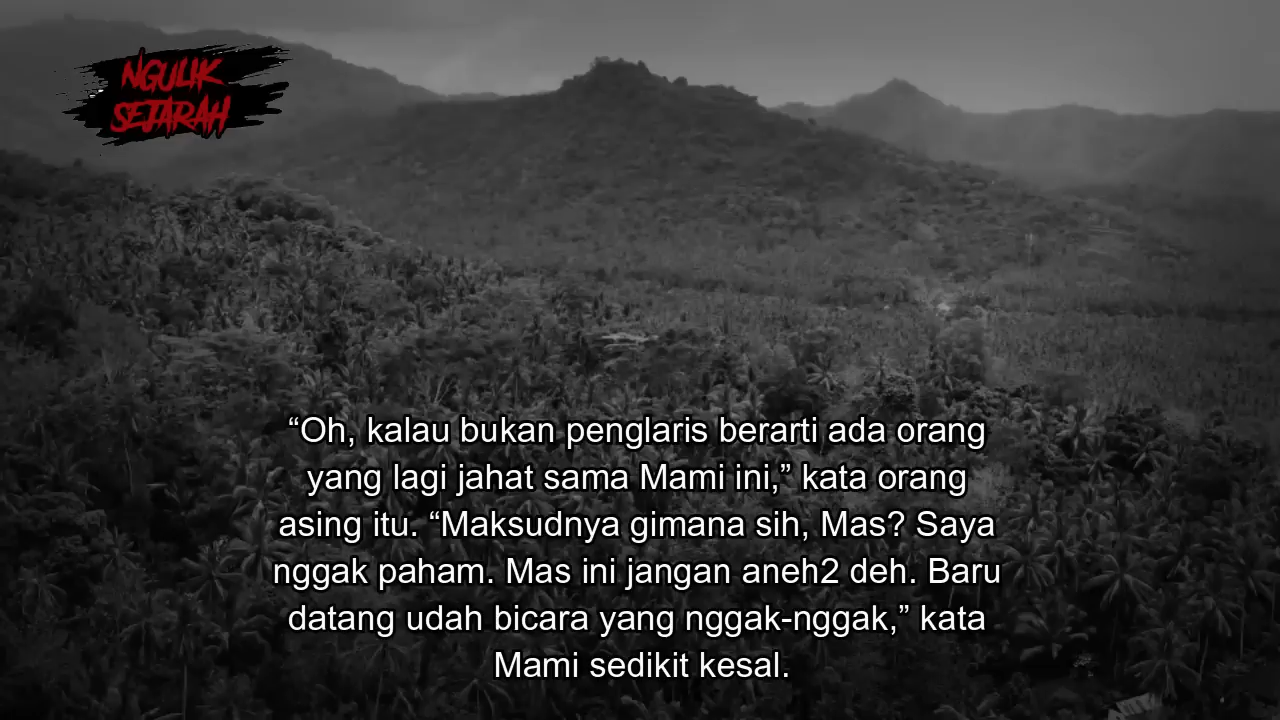 NGULIK
SEJARAH
“Oh, kalau bukan penglaris berarti ada orang
yang lagi jahat sama Mami ini,” kata orang
asing itu. “Maksudnya gimana sih, Mas? Saya
nggak paham. Mas ini jangan aneh2 deh. Baru
datang udah bicara yang nggak-nggak,” kata
Mami sedikit kesal.